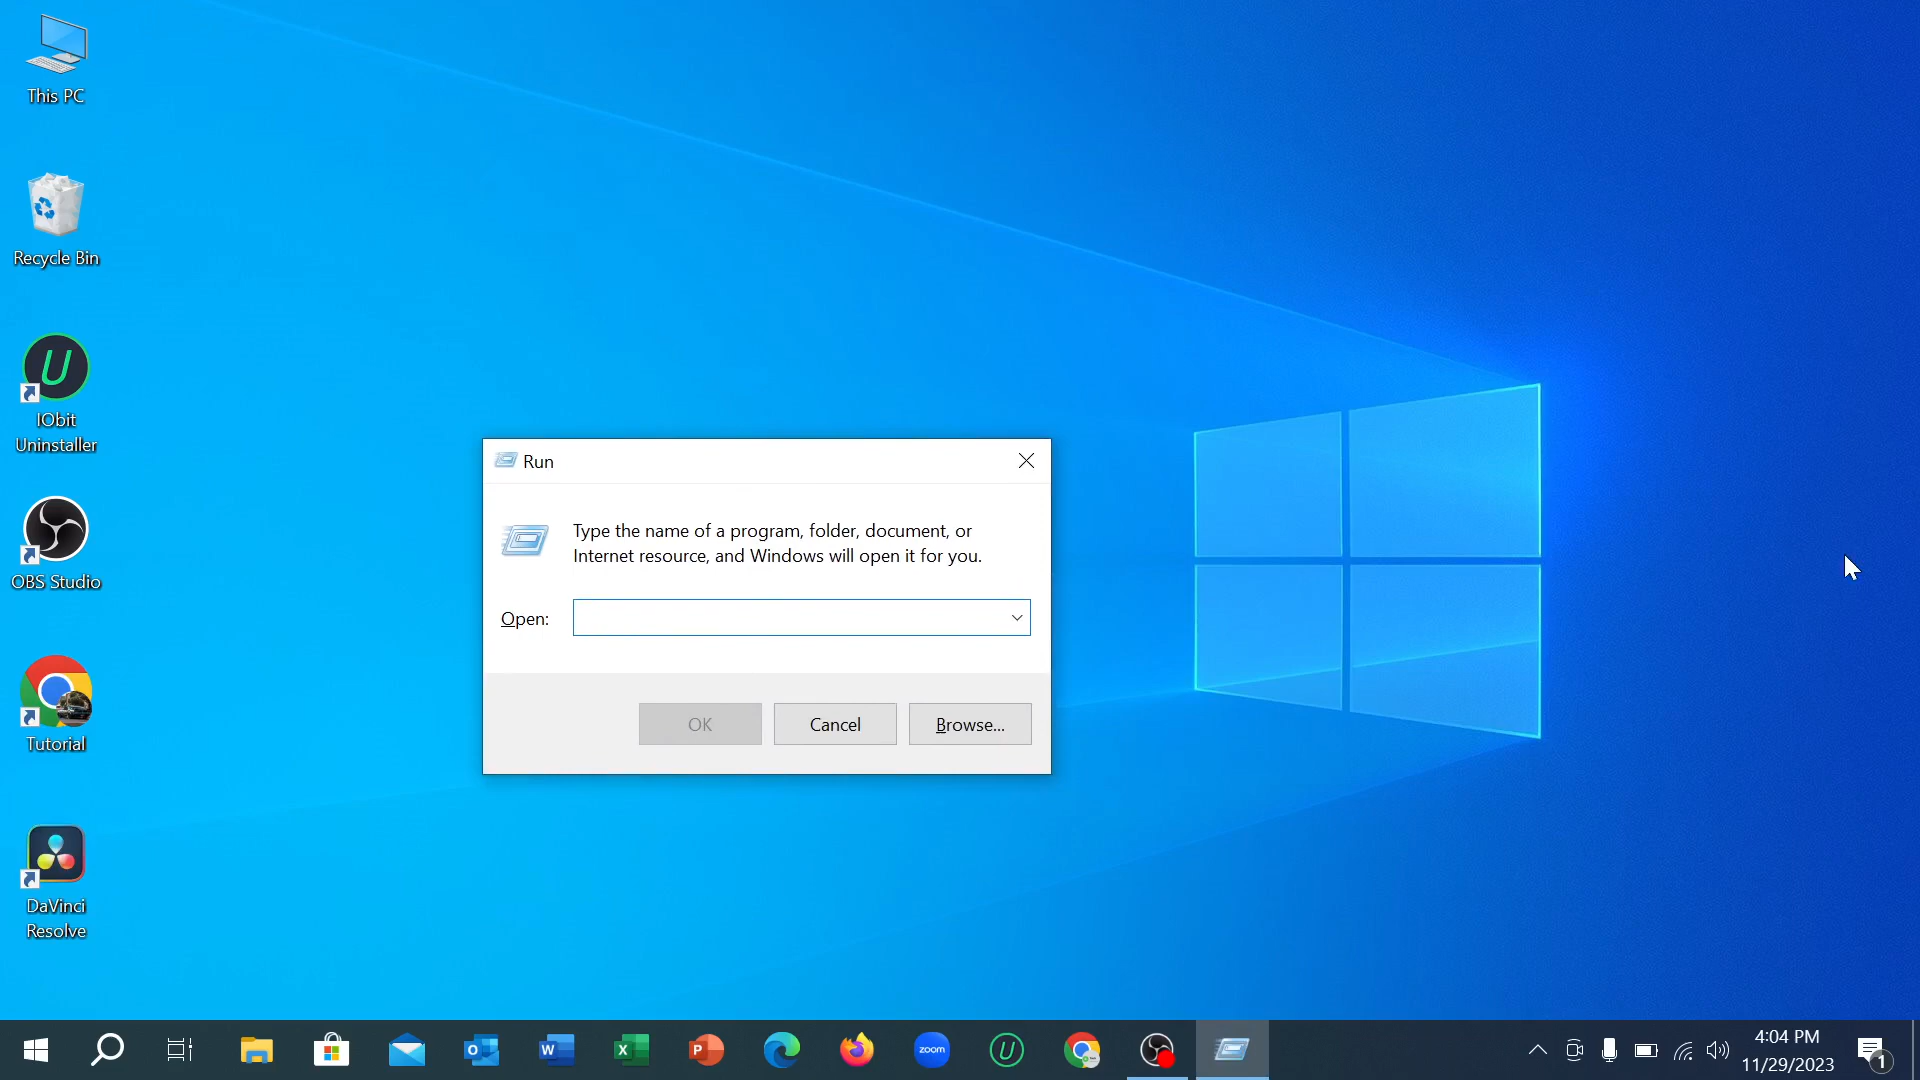 This PC
Recycle Bin
U
IObit
Uninstaller
OBS Studio
Tutorial
DaVinci
Resolve
Run
Type the name of a program, folder, document, or
Internet resource, and Windows will open it for you.
Open:
OK
Cancel
Browse...
O
W
X
P
zoom
U
4:04 PM
11/29/2023
1